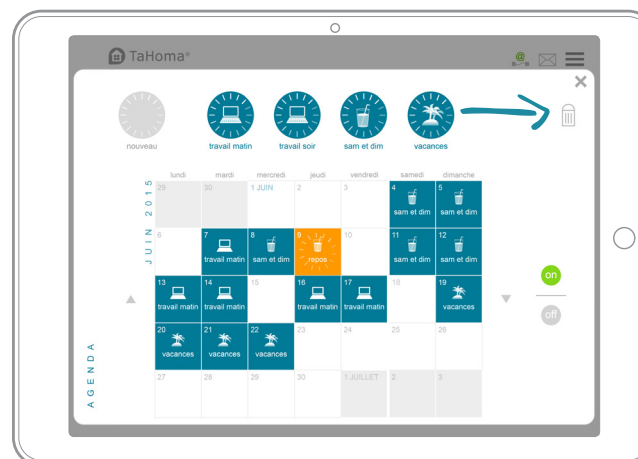 TaHoma®
@
nouveau
travail matin
travail soir
sam et dim
vacances
AGENDA
JUIN 2015
lundi mardi mercredi jeudi vendredi samedi dimanche
29 30 1 JUIN 2 3 4 5
sam et dim sam et dim
6 7 8 9 10 11 12
travail matin sam et dim repos sam et dim sam et dim
13 14 15 16 17 18 19
travail matin travail matin travail matin travail matin vacances
20 21 22 23 24 25 26
vacances vacances vacances
27 28 29 30 1 JUILLET 2 3
on
off